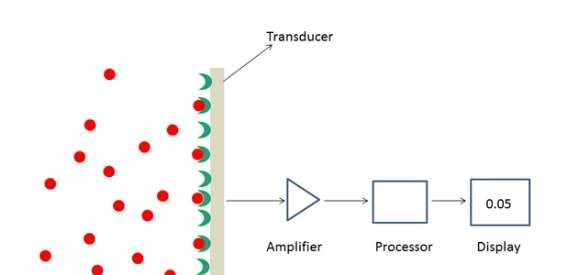 Transducer
0.05
Amplifier
Processor
Display